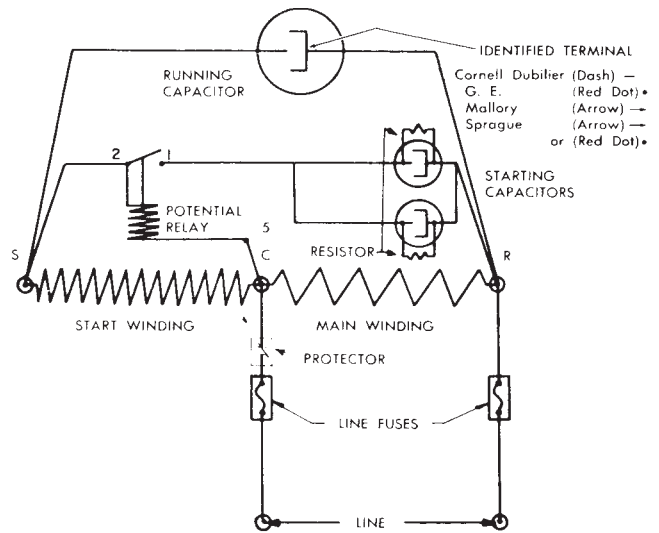 IDENTIFIED TERMINAL
Cornell Dubilier (Dash) —
G. E. (Red Dot) •
Mallory (Arrow) →
Sprague (Arrow) →
or (Red Dot) •
RUNNING
CAPACITOR
2 1
STARTING
CAPACITORS
POTENTIAL
RELAY
5
RESISTOR
S
C
R
START WINDING
MAIN WINDING
PROTECTOR
LINE FUSES
LINE